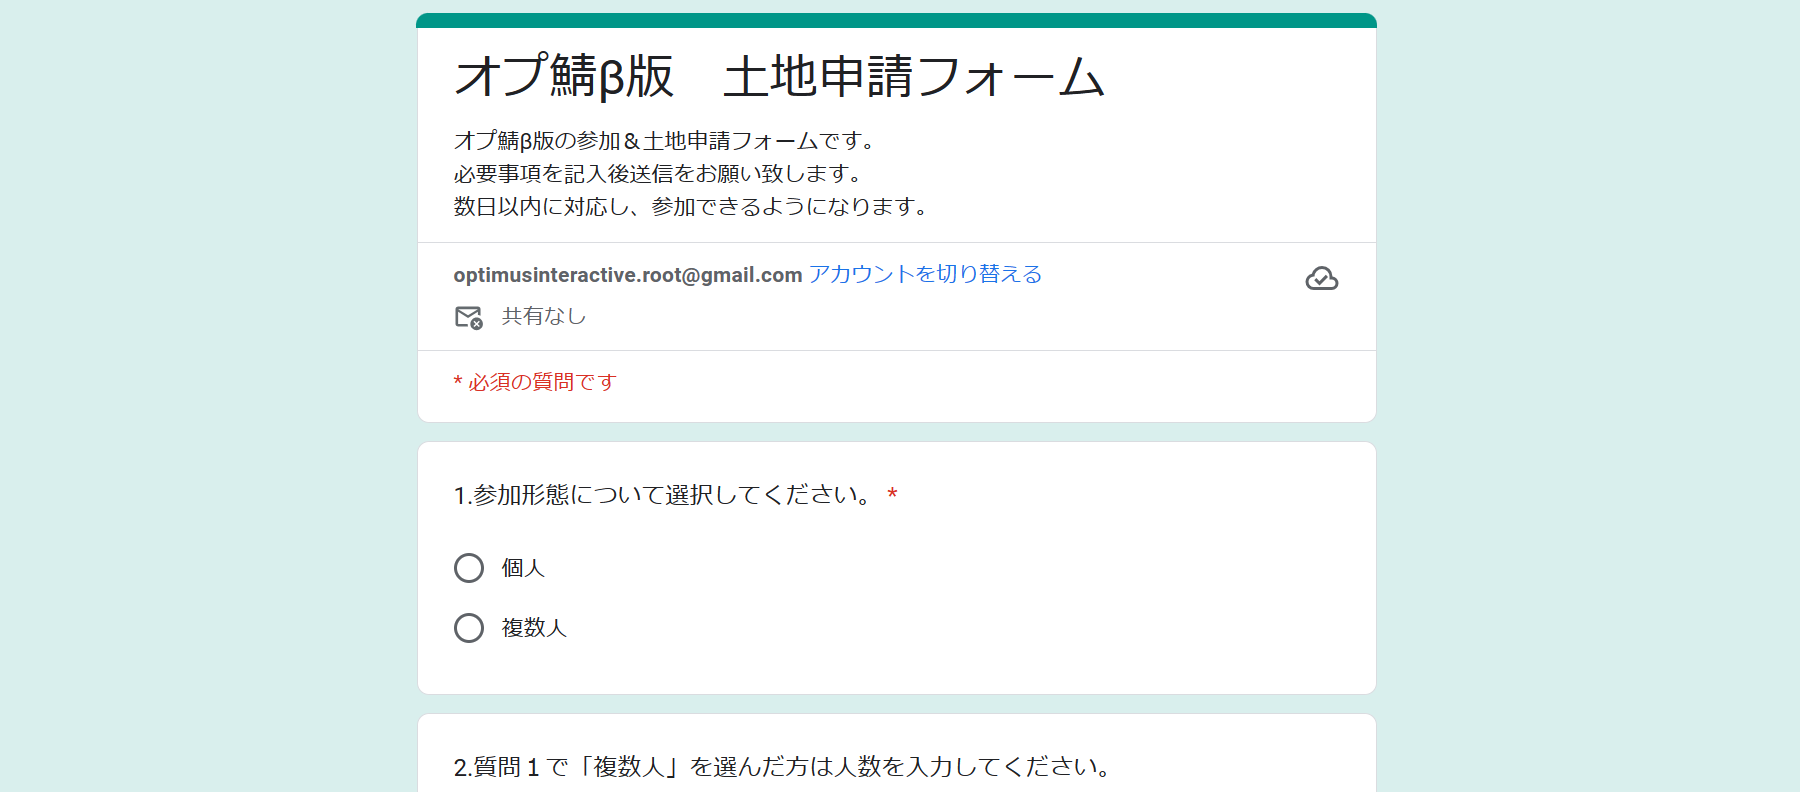 オプ鯖β版　土地申請フォーム
オプ鯖β版の参加＆土地申請フォームです。
必要事項を記入後送信をお願い致します。
数日以内に対応し、参加できるようになります。
optimusinteractive.root@gmail.com アカウントを切り替える
共有なし
* 必須の質問です
1.参加形態について選択してください。 *
個人
複数人
2.質問１で「複数人」を選んだ方は人数を入力してください。